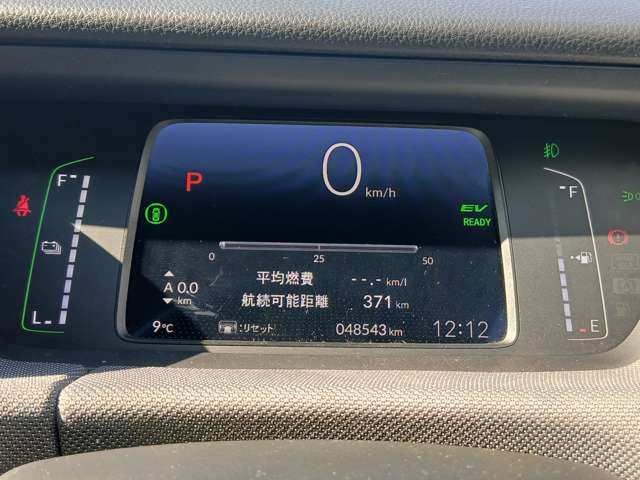 0 km/h
P
EV
READY
F
L
F
E
0 25 50
平均燃費 --.- km/l
A 0.0 km
航続可能距離 371 km
9℃ :リセット 048543 km 12:12